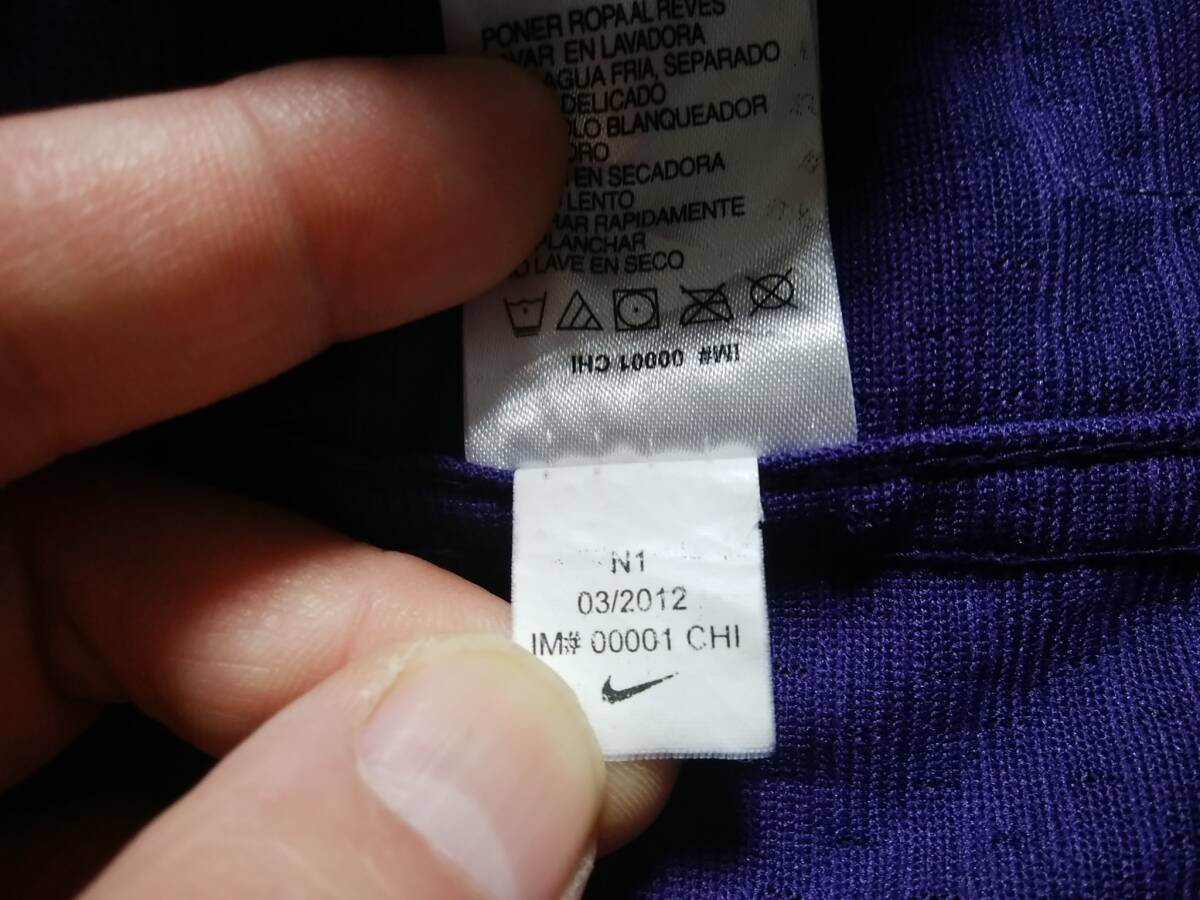 PONER ROPA AL REVES
EN LAVADORA
AGUA FRIA, SEPARADO
DELICADO
BLANQUEADOR
EN SECADORA
LENTO
RAPIDAMENTE
PLANCHAR
LAVE EN SECO
IM# 00001 CHI
N1
03/2012
IM# 00001 CHI